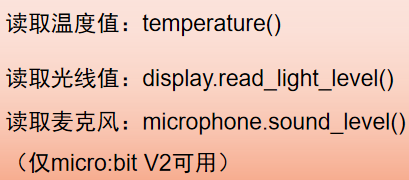 读取温度值：temperature()
读取光线值：display.read_light_level()
读取麦克风：microphone.sound_level()
（仅micro:bit V2可用）